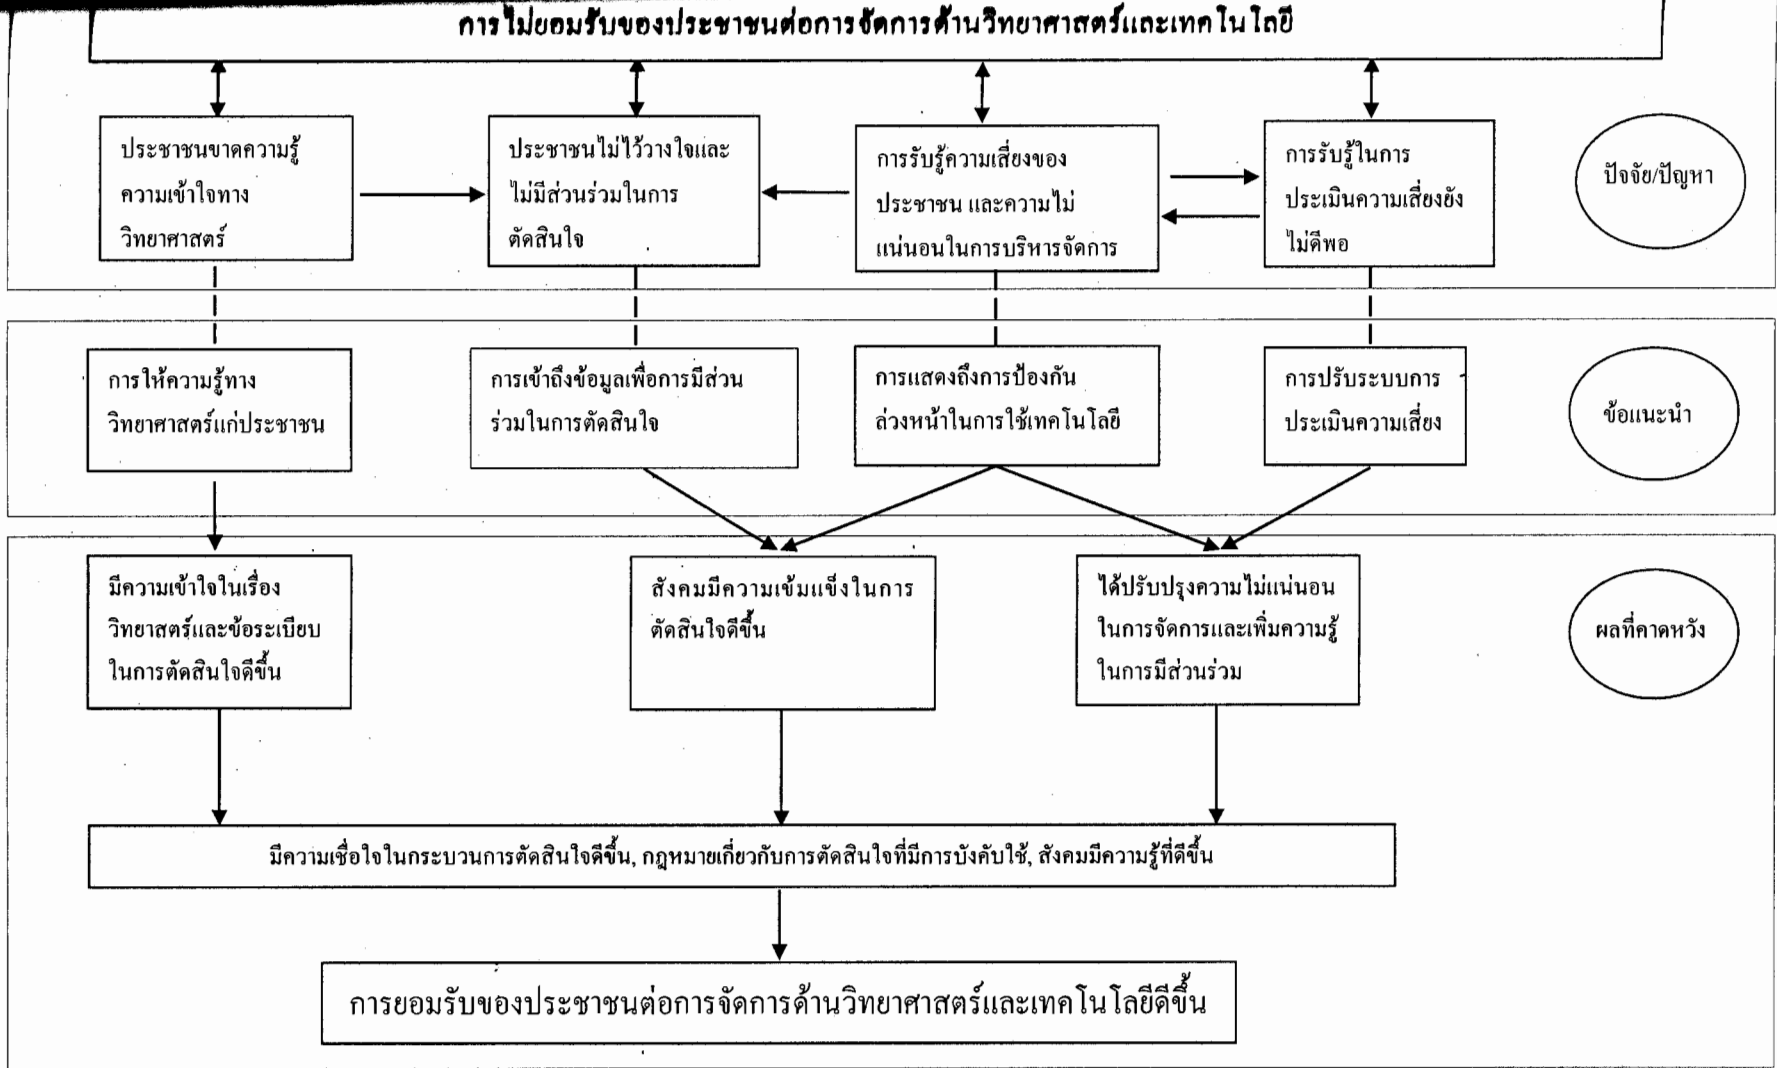 การไม่ยอมรับของประชาชนต่อการจัดการด้านวิทยาศาสตร์และเทคโนโลยี
ประชาชนขาดความรู้
ความเข้าใจทาง
วิทยาศาสตร์
ประชาชนไม่ไว้วางใจและ
ไม่มีส่วนร่วมในการ
ตัดสินใจ
การรับรู้ความเสี่ยงของ
ประชาชน และความไม่
แน่นอนในการบริหารจัดการ
การรับรู้ในการ
ประเมินความเสี่ยงยัง
ไม่ดีพอ
ปัจจัย/ปัญหา
การให้ความรู้ทาง
วิทยาศาสตร์แก่ประชาชน
การเข้าถึงข้อมูลเพื่อการมีส่วน
ร่วมในการตัดสินใจ
การแสดงถึงการป้องกัน
ล่วงหน้าในการใช้เทคโนโลยี
การปรับระบบการ
ประเมินความเสี่ยง
ข้อแนะนำ
มีความเข้าใจในเรื่อง
วิทยาสตร์และข้อระเบียบ
ในการตัดสินใจดีขึ้น
สังคมมีความเข้มแข็งในการ
ตัดสินใจดีขึ้น
ได้ปรับปรุงความไม่แน่นอน
ในการจัดการและเพิ่มความรู้
ในการมีส่วนร่วม
ผลที่คาดหวัง
มีความเชื่อใจในกระบวนการตัดสินใจดีขึ้น, กฎหมายเกี่ยวกับการตัดสินใจที่มีการบังคับใช้, สังคมมีความรู้ที่ดีขึ้น
การยอมรับของประชาชนต่อการจัดการด้านวิทยาศาสตร์และเทคโนโลยีดีขึ้น